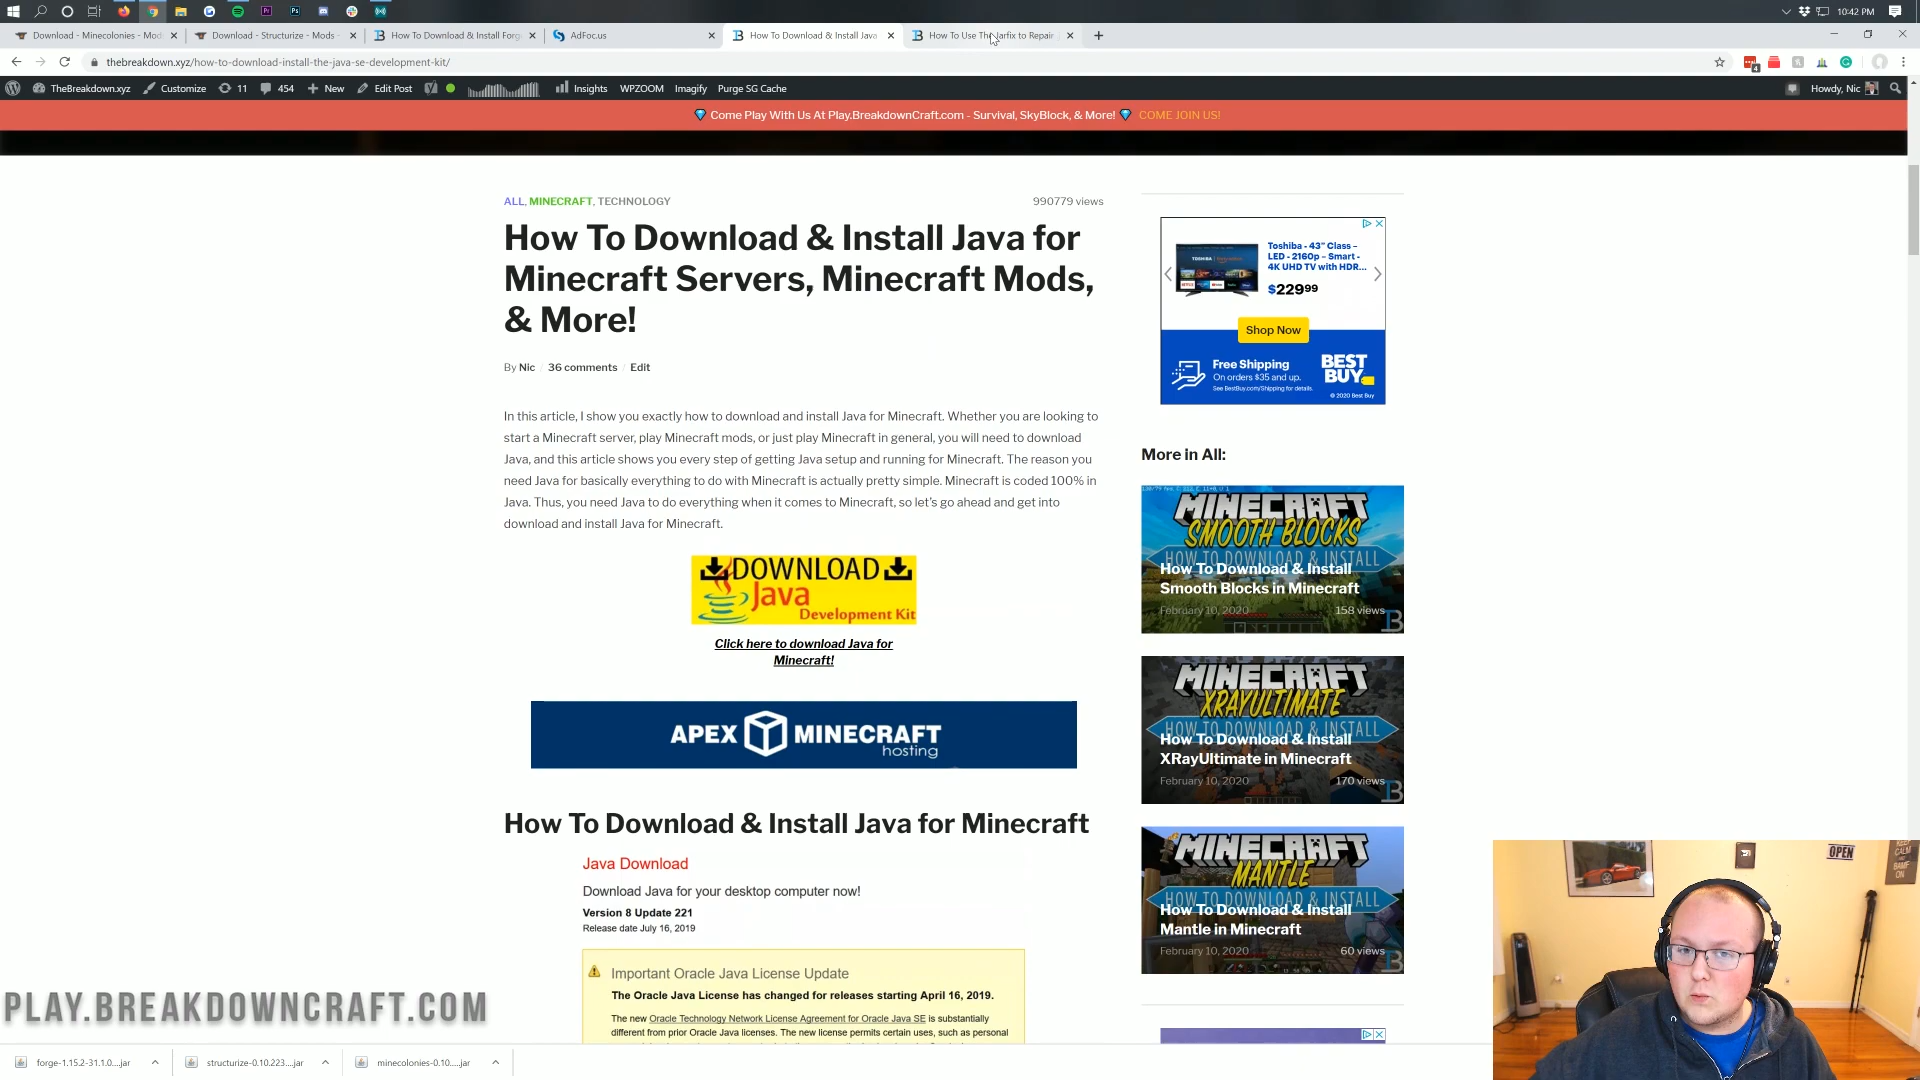 10:42 PM
Download - Minecolonies - Mod
Download - Structurize - Mods -
How To Download & Install Forg
AdFoc.us
How To Download & Install Java
How To Use The Jarfix to Repair
thebreakdown.xyz/how-to-download-install-the-java-se-development-kit/
4
TheBreakdown.xyz
Customize
11
454
New
Edit Post
Insights
WPZOOM
Imagify
Purge SG Cache
Howdy, Nic
Come Play With Us At Play.BreakdownCraft.com - Survival, SkyBlock, & More!
COME JOIN US!
ALL, MINECRAFT, TECHNOLOGY
990779 views
How To Download & Install Java for
Minecraft Servers, Minecraft Mods,
& More!
By Nic / 36 comments / Edit
In this article, I show you exactly how to download and install Java for Minecraft. Whether you are looking to
start a Minecraft server, play Minecraft mods, or just play Minecraft in general, you will need to download
Java, and this article shows you every step of getting Java setup and running for Minecraft. The reason you
need Java for basically everything to do with Minecraft is actually pretty simple. Minecraft is coded 100% in
Java. Thus, you need Java to do everything when it comes to Minecraft, so let's go ahead and get into
download and install Java for Minecraft.
DOWNLOAD
Java
Development Kit
Click here to download Java for
Minecraft!
APEX MINECRAFT
hosting
How To Download & Install Java for Minecraft
Java Download
Download Java for your desktop computer now!
Version 8 Update 221
Release date July 16, 2019
Important Oracle Java License Update
The Oracle Java License has changed for releases starting April 16, 2019.
The new Oracle Technology Network License Agreement for Oracle Java SE is substantially
different from prior Oracle Java licenses. The new license permits certain uses, such as personal
Toshiba - 43" Class –
LED - 2160p – Smart -
4K UHD TV with HDR...
$22999
Shop Now
Free Shipping
On orders $35 and up.
See BestBuy.com/Shipping for details.
BEST
BUY
© 2020 Best Buy
More in All:
MINECRAFT
SMOOTH BLOCKS
HOW TO DOWNLOAD & INSTALL
How To Download & Install
Smooth Blocks in Minecraft
February 10, 2020
158 views
MINECRAFT
XRAYULTIMATE
HOW TO DOWNLOAD & INSTALL
How To Download & Install
XRayUltimate in Minecraft
February 10, 2020
170 views
MINECRAFT
MANTLE
HOW TO DOWNLOAD & INSTALL
How To Download & Install
Mantle in Minecraft
February 10, 2020
60 views
OPEN
KEEP
CALM
AND
BAMF
ON
PLAY.BREAKDOWNCRAFT.COM
forge-1.15.2-31.1.0....jar
structurize-0.10.223....jar
minecolonies-0.10.....jar